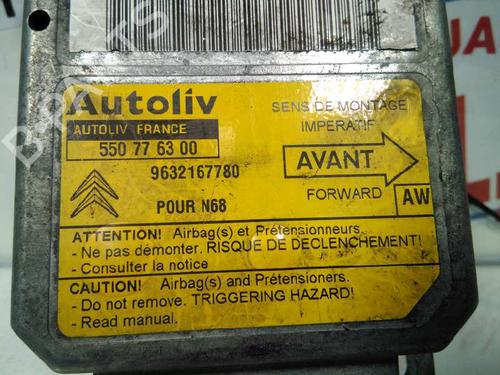 Autoliv
AUTOLIV FRANCE
550 77 63 00
9632167780
POUR N68
SENS DE MONTAGE
IMPERATIF
AVANT
FORWARD
AW
ATTENTION! Airbag(s) et Prétensionneurs.
- Ne pas démonter. RISQUE DE DECLENCHEMENT!
- Consulter la notice
CAUTION! Airbag(s) and Prétensioners.
- Do not remove. TRIGGERING HAZARD!
- Read manual.